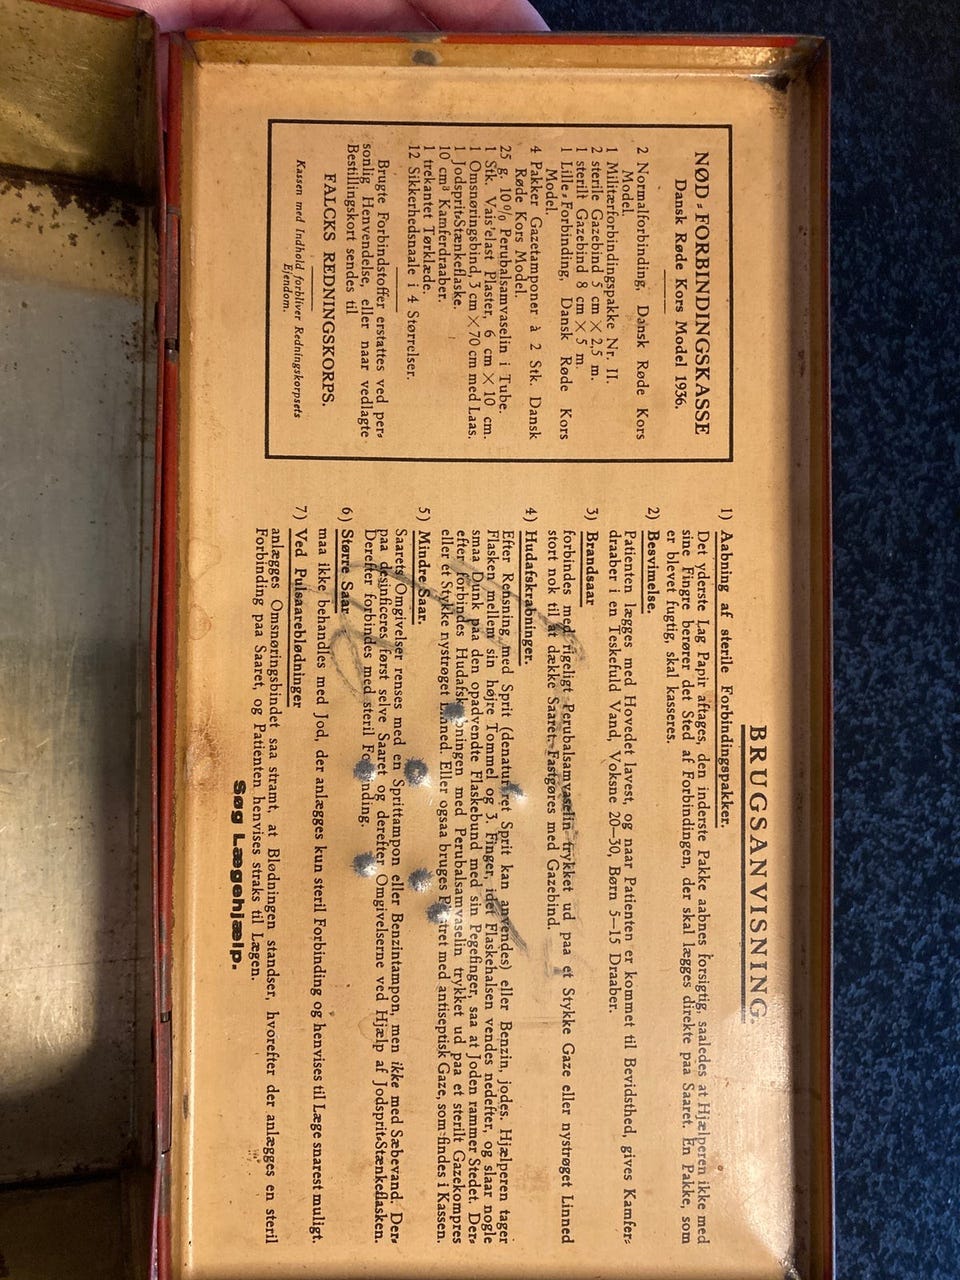 NØD-FORBINDINGSKASSE
Dansk Røde Kors Model 1936.
2 Normalforbinding, Dansk Røde Kors
Model.
1 Militærforbindingspakke Nr. II.
2 sterile Gazebind 5 cm × 2,5 m.
1 sterilt Gazebind 8 cm × 5 m.
1 Lille-Forbinding, Dansk Røde Kors
Model.
4 Pakker Gazetamponer à 2 Stk. Dansk
Røde Kors Model.
25 g. 10% Perubalsamvaselin i Tube.
1 Stk. Vais'elast Plaster, 6 cm × 10 cm.
1 Omsnøringsbind, 3 cm × 70 cm med Laas.
1 Jodsprit-Stænkeflaske.
10 cm³ Kamferdraaber.
1 trekantet Tørklæde.
12 Sikkerhedsnaale i 4 Størrelser.
Brugte Forbindstoffer erstattes ved per-
sonlig Henvendelse, eller naar vedlagte
Bestillingskort sendes til
FALCKS REDNINGSKORPS.
Kassen med Indhold forbliver Redningskorpsets
Ejendom.
BRUGSANVISNING.
1) Aabning af sterile Forbindingspakker.
Det yderste Lag Papir aftages, den inderste Pakke aabnes forsigtig, saaledes at Hjælperen ikke med
sine Fingre berører det Sted af Forbindingen, der skal lægges direkte paa Saaret. En Pakke, som
er blevet fugtig, skal kasseres.
2) Besvimelse.
Patienten lægges med Hovedet lavest, og naar Patienten er kommet til Bevidsthed, gives Kamfer-
draaber i en Teskefuld Vand, Voksne 20—30, Børn 5—15 Draaber.
3) Brandsaar
forbindes med rigeligt Perubalsamvaselin trykket ud paa et Stykke Gaze eller nystrøget Linned
stort nok til at dække Saaret. Fastgøres med Gazebind.
4) Hudafskrabninger.
Efter Rensning med Sprit (denatureret Sprit kan anvendes) eller Benzin, jodes. Hjælperen tager
Flasken mellem sin højre Tommel og 3. Finger, idet Flaskehalsen vendes nedefter, og slaar nogle
smaa Dunk paa den opadvendte Flaskebund med sin Pegefinger, saa at Joden rammer Stedet. Der-
efter forbindes Hudafskrabningen med Perubalsamvaselin trykket ud paa et sterilt Gazekompres
eller et Stykke nystrøget Linned. Eller ogsaa bruges med antiseptisk Gaze, som findes i Kassen.
5) Mindre Saar.
Saarets Omgivelser renses med en Sprittampon eller Benzintampon, men ikke med Sæbevand. Der-
paa desinficeres først selve Saaret og derefter Omgivelserne ved Hjælp af Jodsprit-Stænkeflasken.
Derefter forbindes med steril Forbinding.
6) Større Saar
maa ikke behandles med Jod, der anlægges kun steril Forbinding og henvises til Læge snarest muligt.
7) Ved Pulsaareblødninger
anlægges Omsnøringsbindet saa stramt, at Blødningen standser, hvorefter der anlægges en steril
Forbinding paa Saaret, og Patienten henvises straks til Lægen.
Søg Lægehjælp.